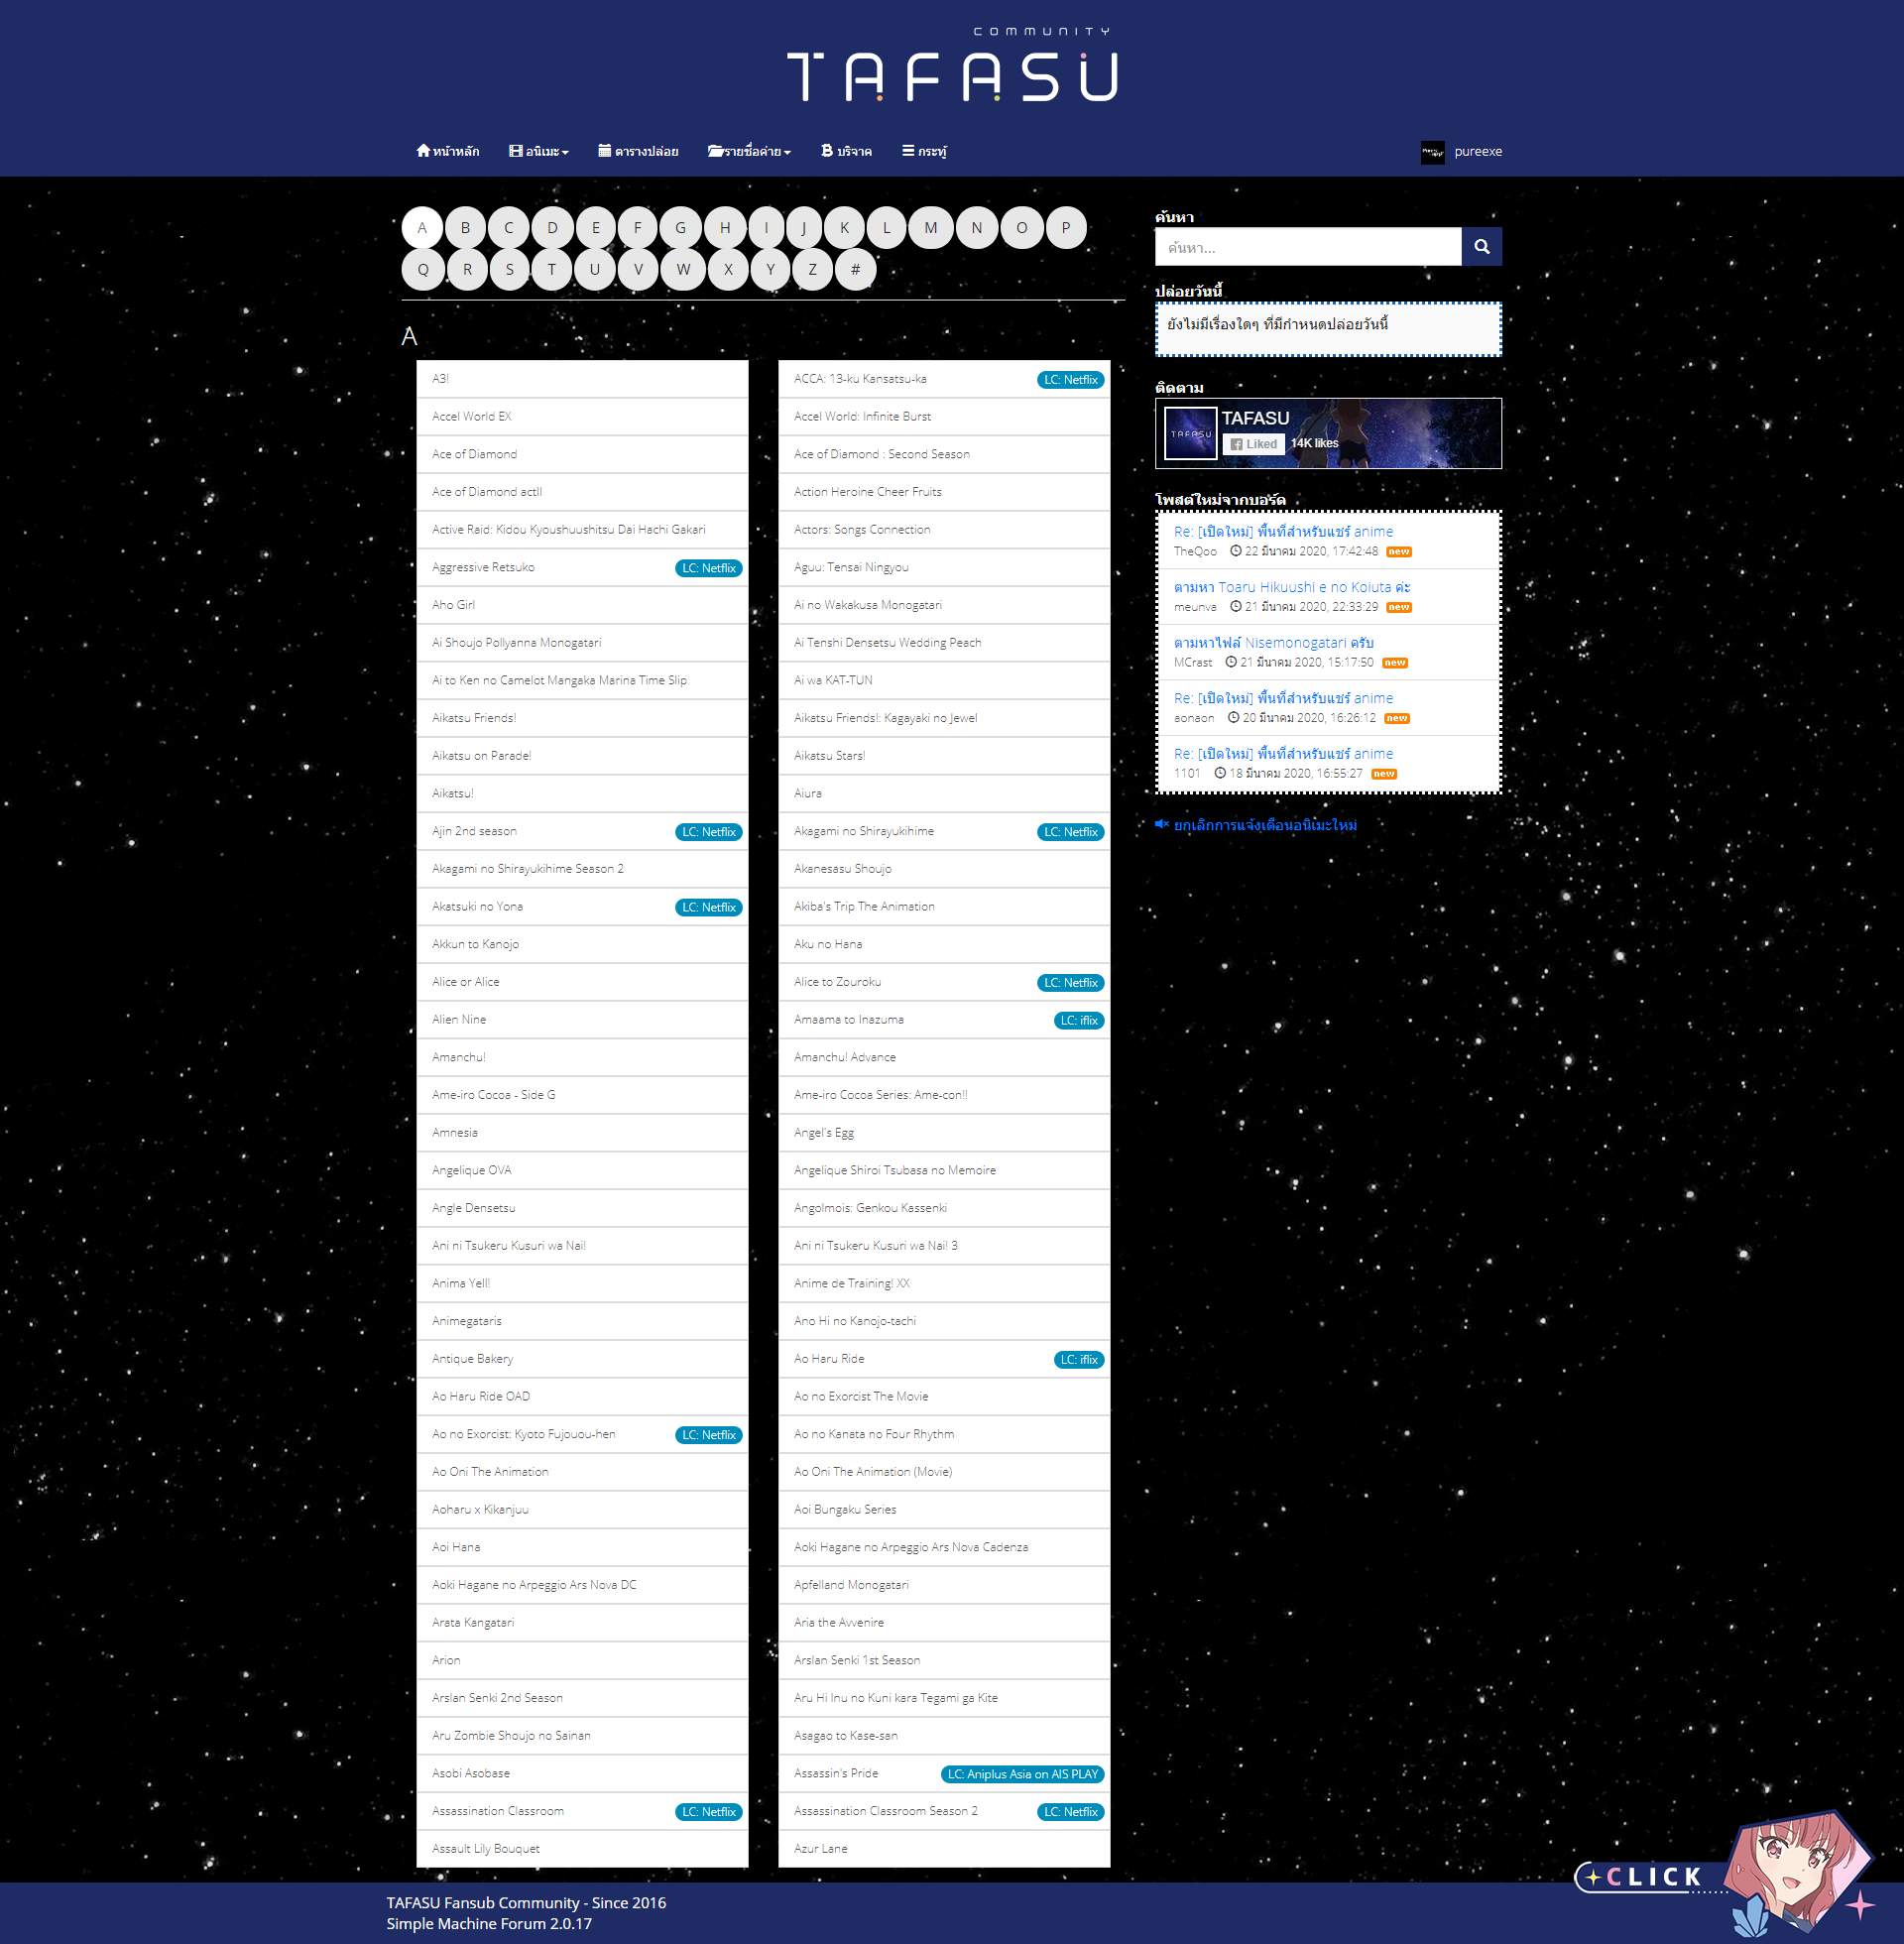 COMMUNITY
TAFASU
หน้าหลัก อนิเมะ ตารางปล่อย รายชื่อค่าย บริจาค กระทู้ pureexe
A B C D E F G H I J K L M N O P
Q R S T U V W X Y Z #
A
A3!
ACCA: 13-ku Kansatsu-ka LC: Netflix
Accel World EX
Accel World: Infinite Burst
Ace of Diamond
Ace of Diamond : Second Season
Ace of Diamond actII
Action Heroine Cheer Fruits
Active Raid: Kidou Kyoushuushitsu Dai Hachi Gakari
Actors: Songs Connection
Aggressive Retsuko LC: Netflix
Aguu: Tensai Ningyou
Aho Girl
Ai no Wakakusa Monogatari
Ai Shoujo Pollyanna Monogatari
Ai Tenshi Densetsu Wedding Peach
Ai to Ken no Camelot Mangaka Marina Time Slip
Ai wa KAT-TUN
Aikatsu Friends!
Aikatsu Friends!: Kagayaki no Jewel
Aikatsu on Parade!
Aikatsu Stars!
Aikatsu!
Aiura
Ajin 2nd season LC: Netflix
Akagami no Shirayukihime LC: Netflix
Akagami no Shirayukihime Season 2
Akanesasu Shoujo
Akatsuki no Yona LC: Netflix
Akiba's Trip The Animation
Akkun to Kanojo
Aku no Hana
Alice or Alice
Alice to Zouroku LC: Netflix
Alien Nine
Amaama to Inazuma LC: iflix
Amanchu!
Amanchu! Advance
Ame-iro Cocoa - Side G
Ame-iro Cocoa Series: Ame-con!!
Amnesia
Angel's Egg
Angelique OVA
Angelique Shiroi Tsubasa no Memoire
Angle Densetsu
Angolmois: Genkou Kassenki
Ani ni Tsukeru Kusuri wa Nai!
Ani ni Tsukeru Kusuri wa Nai! 3
Anima Yell!
Anime de Training! XX
Animegataris
Ano Hi no Kanojo-tachi
Antique Bakery
Ao Haru Ride LC: iflix
Ao Haru Ride OAD
Ao no Exorcist The Movie
Ao no Exorcist: Kyoto Fujouou-hen LC: Netflix
Ao no Kanata no Four Rhythm
Ao Oni The Animation
Ao Oni The Animation (Movie)
Aoharu x Kikanjuu
Aoi Bungaku Series
Aoi Hana
Aoki Hagane no Arpeggio Ars Nova Cadenza
Aoki Hagane no Arpeggio Ars Nova DC
Apfelland Monogatari
Arata Kangatari
Aria the Avvenire
Arion
Arslan Senki 1st Season
Arslan Senki 2nd Season
Aru Hi Inu no Kuni kara Tegami ga Kite
Aru Zombie Shoujo no Sainan
Asagao to Kase-san
Asobi Asobase
Assassin's Pride LC: Aniplus Asia on AIS PLAY
Assassination Classroom LC: Netflix
Assassination Classroom Season 2 LC: Netflix
Assault Lily Bouquet
Azur Lane
ค้นหา
ค้นหา...
ปล่อยวันนี้
ยังไม่มีเรื่องใดๆ ที่มีกำหนดปล่อยวันนี้
ติดตาม
TAFASU
TAFASU
Liked 14K likes
โพสต์ใหม่จากบอร์ด
Re: [เปิดใหม่] พื้นที่สำหรับแชร์ anime
TheQoo 22 มีนาคม 2020, 17:42:48 new
ตามหา Toaru Hikuushi e no Koiuta ค่ะ
meunva 21 มีนาคม 2020, 22:33:29 new
ตามหาไฟล์ Nisemonogatari ครับ
MCrast 21 มีนาคม 2020, 15:17:50 new
Re: [เปิดใหม่] พื้นที่สำหรับแชร์ anime
aonaon 20 มีนาคม 2020, 16:26:12 new
Re: [เปิดใหม่] พื้นที่สำหรับแชร์ anime
1101 18 มีนาคม 2020, 16:55:27 new
ยกเลิกการแจ้งเตือนอนิเมะใหม่
CLICK
TAFASU Fansub Community - Since 2016
Simple Machine Forum 2.0.17